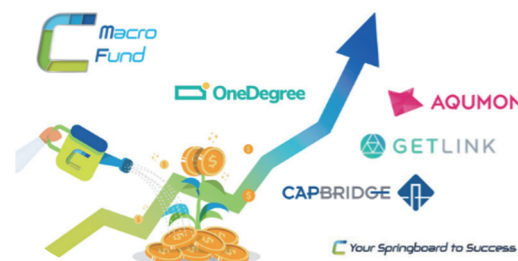 Macro
Fund
OneDegree
AQUMON
GETLINK
CAPBRIDGE
Your Springboard to Success